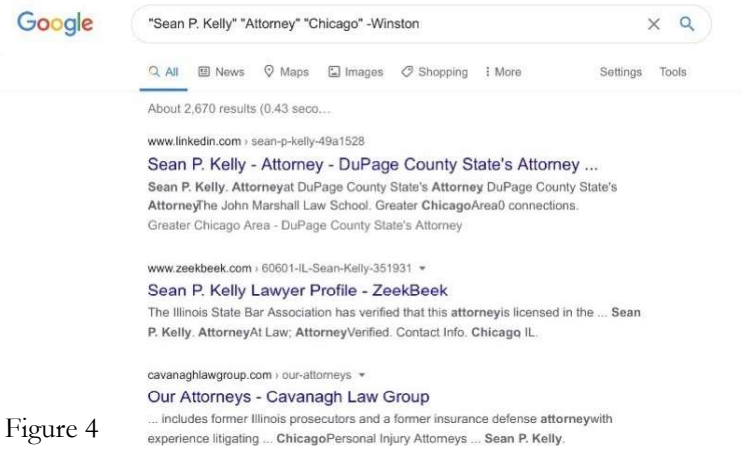 Google
"Sean P. Kelly" "Attorney" "Chicago" -Winston
All News Maps Images Shopping More Settings Tools
About 2,670 results (0.43 seco...
www.linkedin.com › sean-p-kelly-49a1528
Sean P. Kelly - Attorney - DuPage County State's Attorney ...
Sean P. Kelly. Attorneyat DuPage County State's Attorney DuPage County State's
AttorneyThe John Marshall Law School. Greater ChicagoArea0 connections.
Greater Chicago Area - DuPage County State's Attorney
www.zeekbeek.com › 60601-IL-Sean-Kelly-351931
Sean P. Kelly Lawyer Profile - ZeekBeek
The Illinois State Bar Association has verified that this attorneyis licensed in the ... Sean
P. Kelly. AttorneyAt Law; AttorneyVerified. Contact Info. Chicago, IL.
cavanaghlawgroup.com › our-attorneys
Our Attorneys - Cavanagh Law Group
... includes former Illinois prosecutors and a former insurance defense attorneywith
experience litigating ... ChicagoPersonal Injury Attorneys ... Sean P. Kelly.
Figure 4